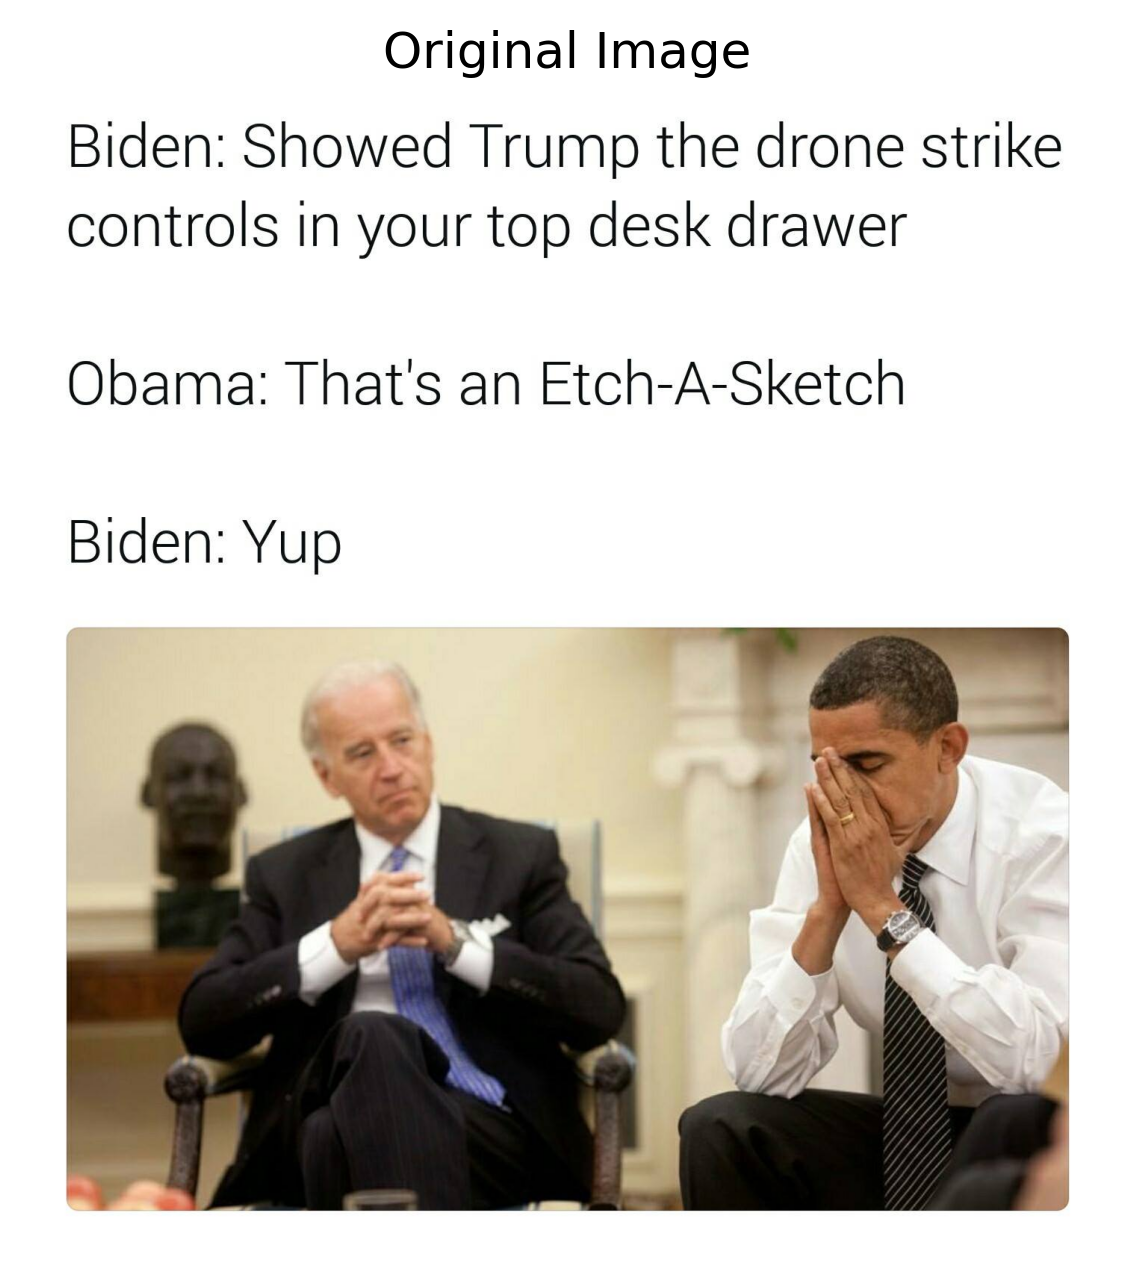 Original Image
Biden: Showed Trump the drone strike
controls in your top desk drawer
Obama: That's an Etch-A-Sketch
Biden: Yup